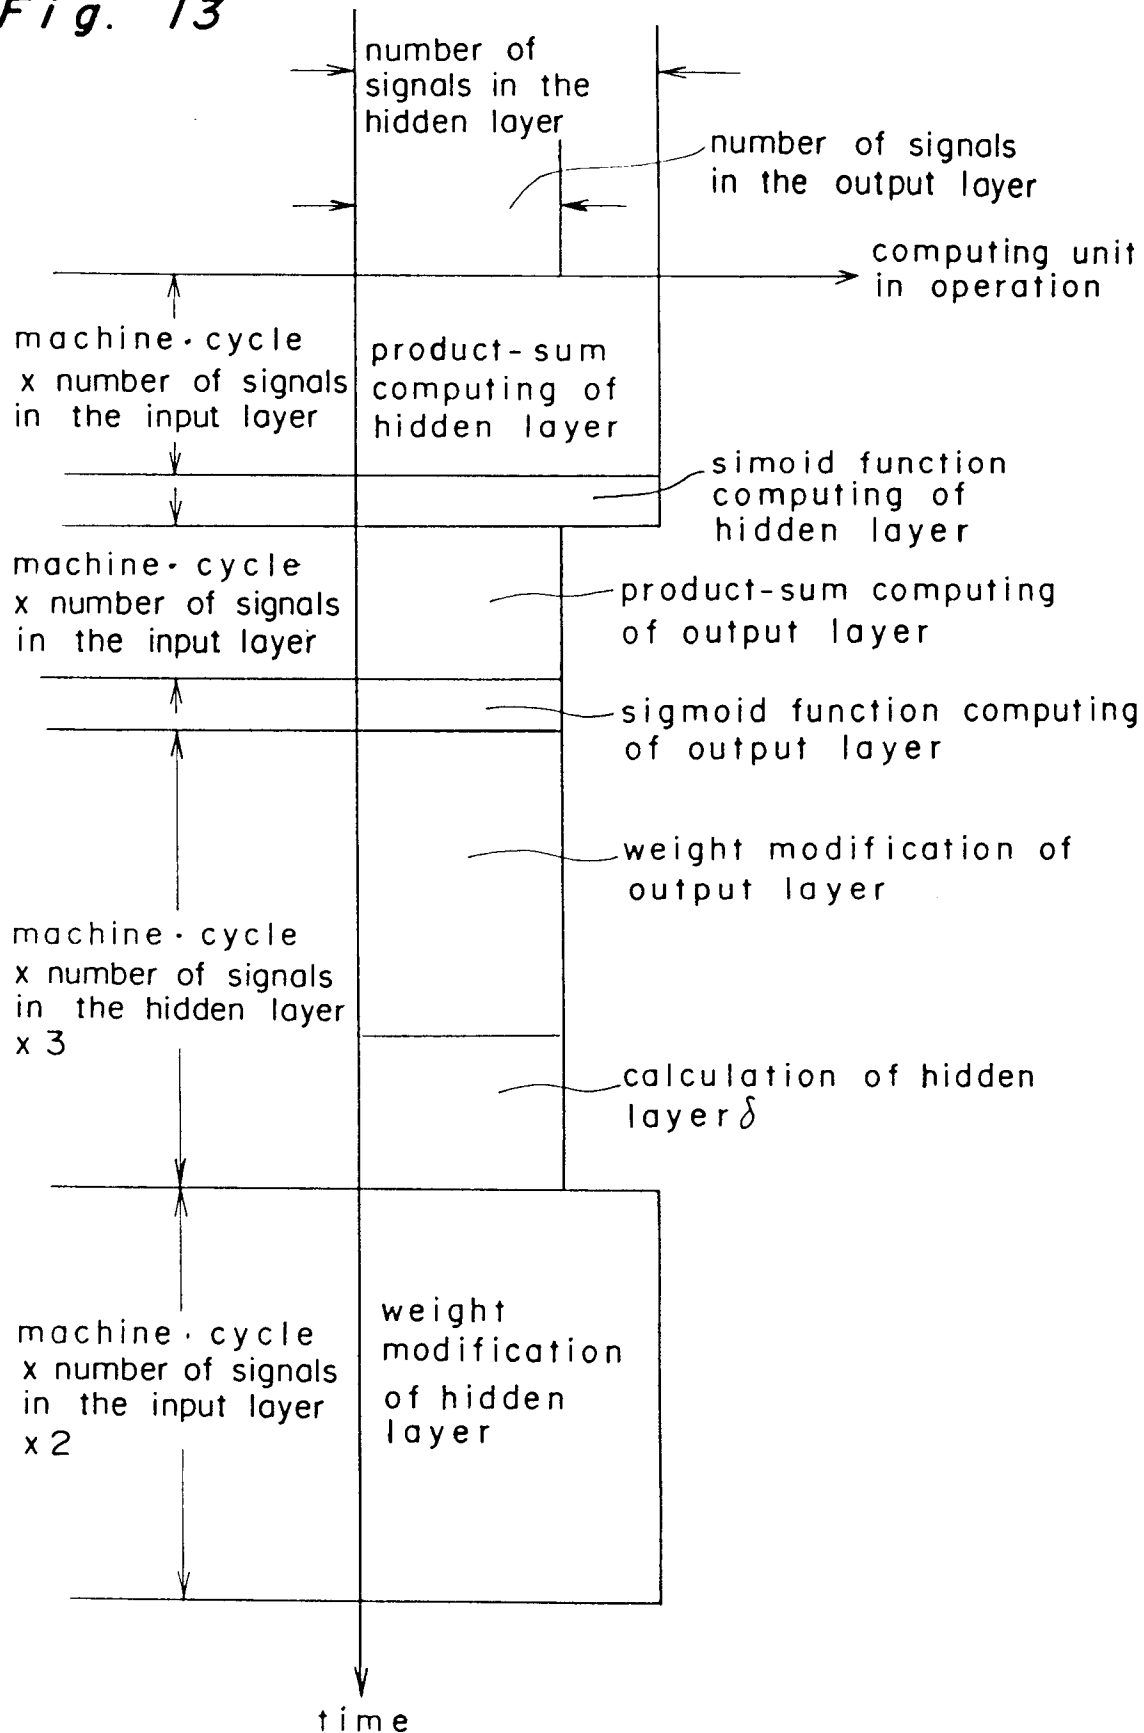 Fig. 13
number of
signals in the
hidden layer
number of signals
in the output layer
computing unit
in operation
machine · cycle
x number of signals
in the input layer
product-sum
computing of
hidden layer
simoid function
computing of
hidden layer
machine · cycle
x number of signals
in the input layer
product-sum computing
of output layer
sigmoid function computing
of output layer
weight modification of
output layer
machine · cycle
x number of signals
in the hidden layer
x 3
calculation of hidden
layer δ
machine · cycle
x number of signals
in the input layer
x 2
weight
modification
of hidden
layer
time